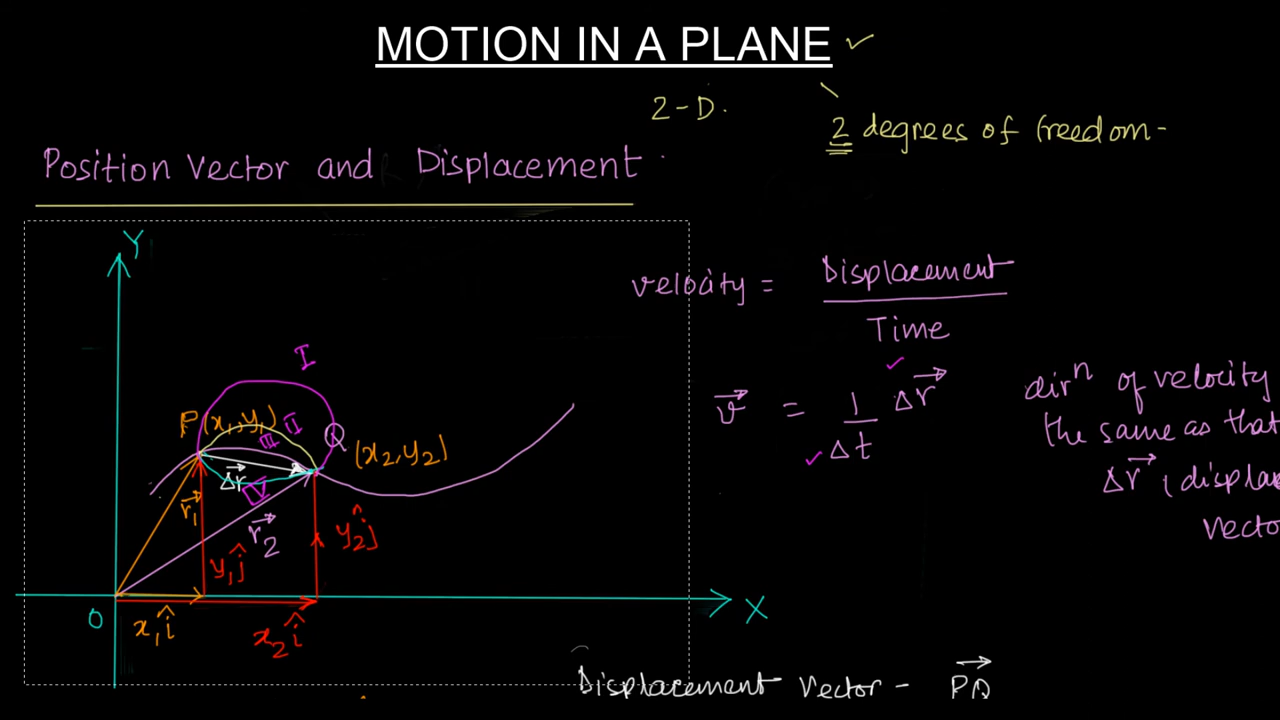 MOTION IN A PLANE
2-D.
2 degrees of freedom-
Position Vector and Displacement
Y
velocity = Displacement
Time
I
v⃗ = 1 Δr⃗
Δt
dirⁿ of velocity
the same as that
Δr⃗ (displa
vecto
P(x₁,y₁)
II
III
Q (x₂,y₂)
Δr⃗
IV
r₁⃗
r₂⃗
y₂ĵ
y₁ĵ
O
X
x₁î
x₂î
Displacement vector - PQ⃗